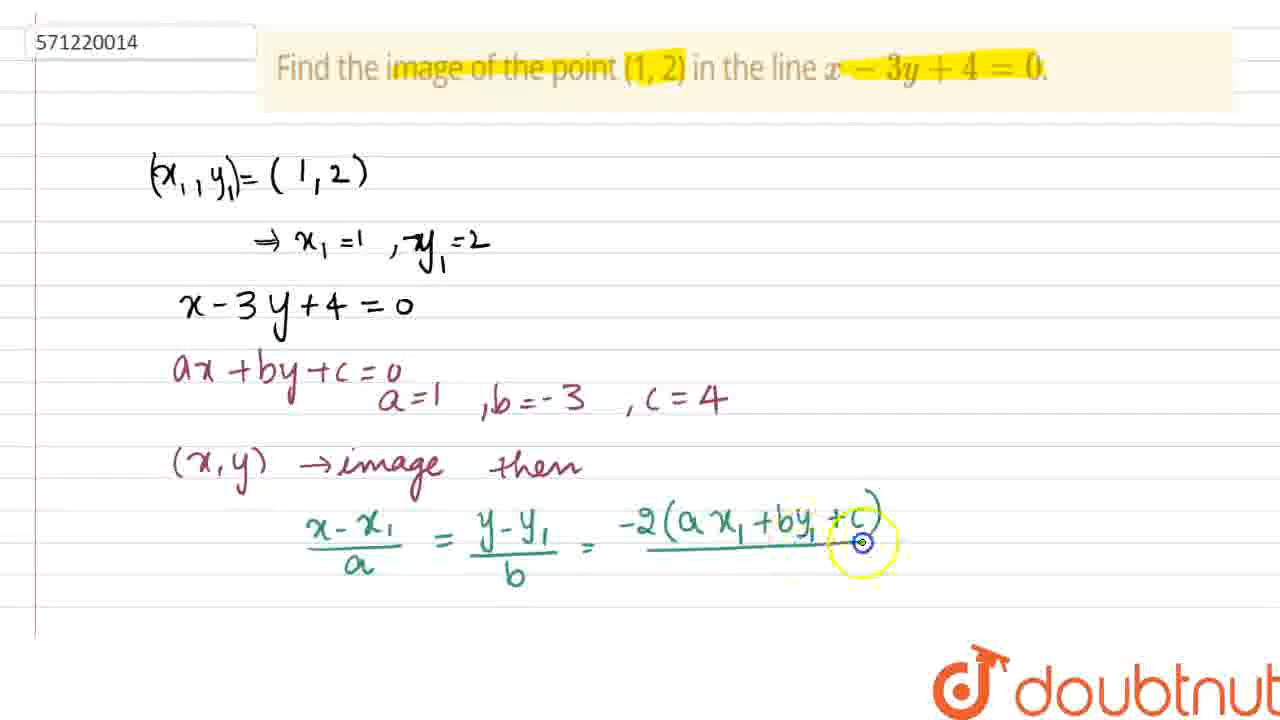 571220014
Find the image of the point (1, 2) in the line x − 3y + 4 = 0.
(x₁, y₁) = (1, 2)
⇒ x₁ = 1 , y₁ = 2
x - 3y + 4 = 0
ax + by + c = 0
a = 1 , b = -3 , c = 4
(x, y) → image then
x - x₁ / a = y - y₁ / b = -2(ax₁ + by₁ + c)
doubtnut